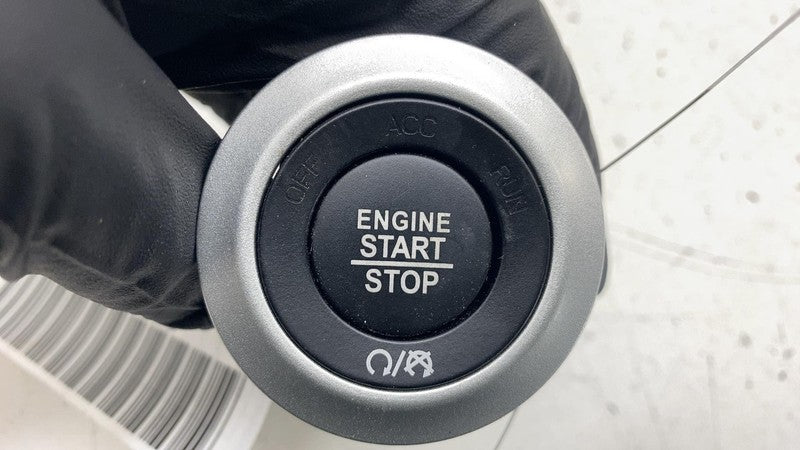 OFF ACC RUN
ENGINE
START
STOP